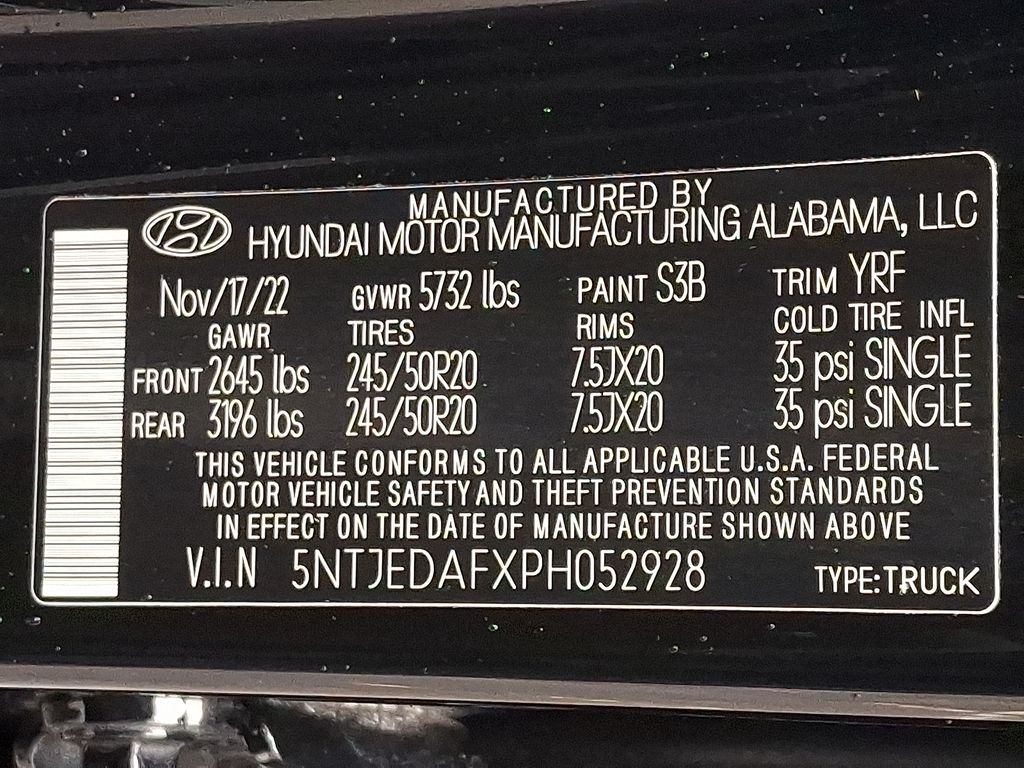 MANUFACTURED BY
HYUNDAI MOTOR MANUFACTURING ALABAMA, LLC
Nov/17/22 GVWR 5732 lbs PAINT S3B TRIM YRF
GAWR TIRES RIMS COLD TIRE INFL
FRONT 2645 lbs 245/50R20 7.5JX20 35 psi SINGLE
REAR 3196 lbs 245/50R20 7.5JX20 35 psi SINGLE
THIS VEHICLE CONFORMS TO ALL APPLICABLE U.S.A. FEDERAL
MOTOR VEHICLE SAFETY AND THEFT PREVENTION STANDARDS
IN EFFECT ON THE DATE OF MANUFACTURE SHOWN ABOVE
V.I.N 5NTJEDAFXPH052928 TYPE:TRUCK